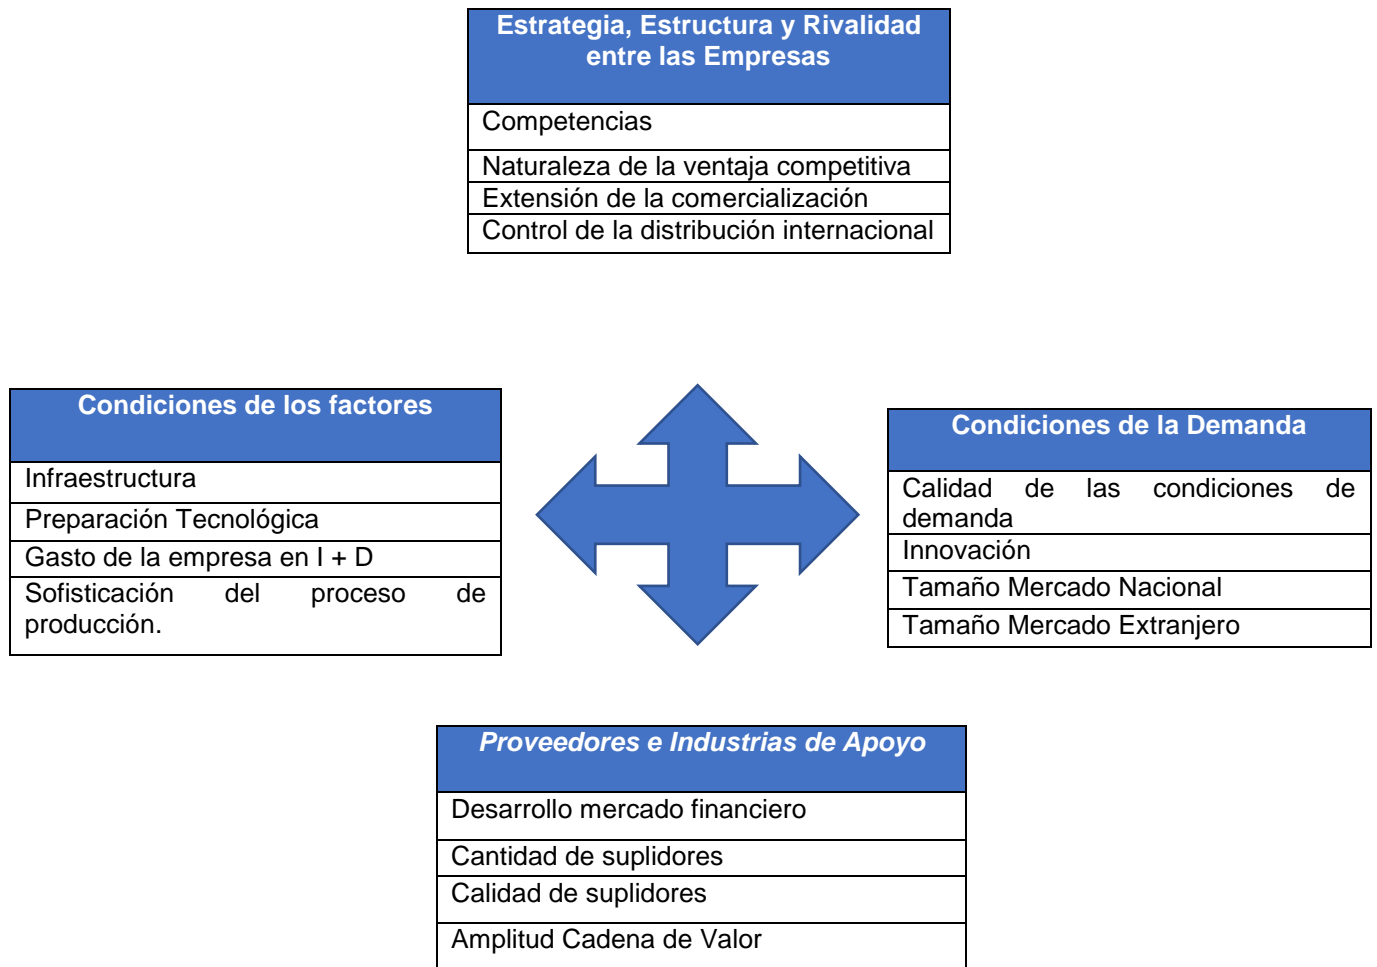 Estrategia, Estructura y Rivalidad
entre las Empresas
Competencias
Naturaleza de la ventaja competitiva
Extensión de la comercialización
Control de la distribución internacional
Condiciones de los factores
Infraestructura
Preparación Tecnológica
Gasto de la empresa en I + D
Sofisticación del proceso de
producción.
Condiciones de la Demanda
Calidad de las condiciones de
demanda
Innovación
Tamaño Mercado Nacional
Tamaño Mercado Extranjero
Proveedores e Industrias de Apoyo
Desarrollo mercado financiero
Cantidad de suplidores
Calidad de suplidores
Amplitud Cadena de Valor